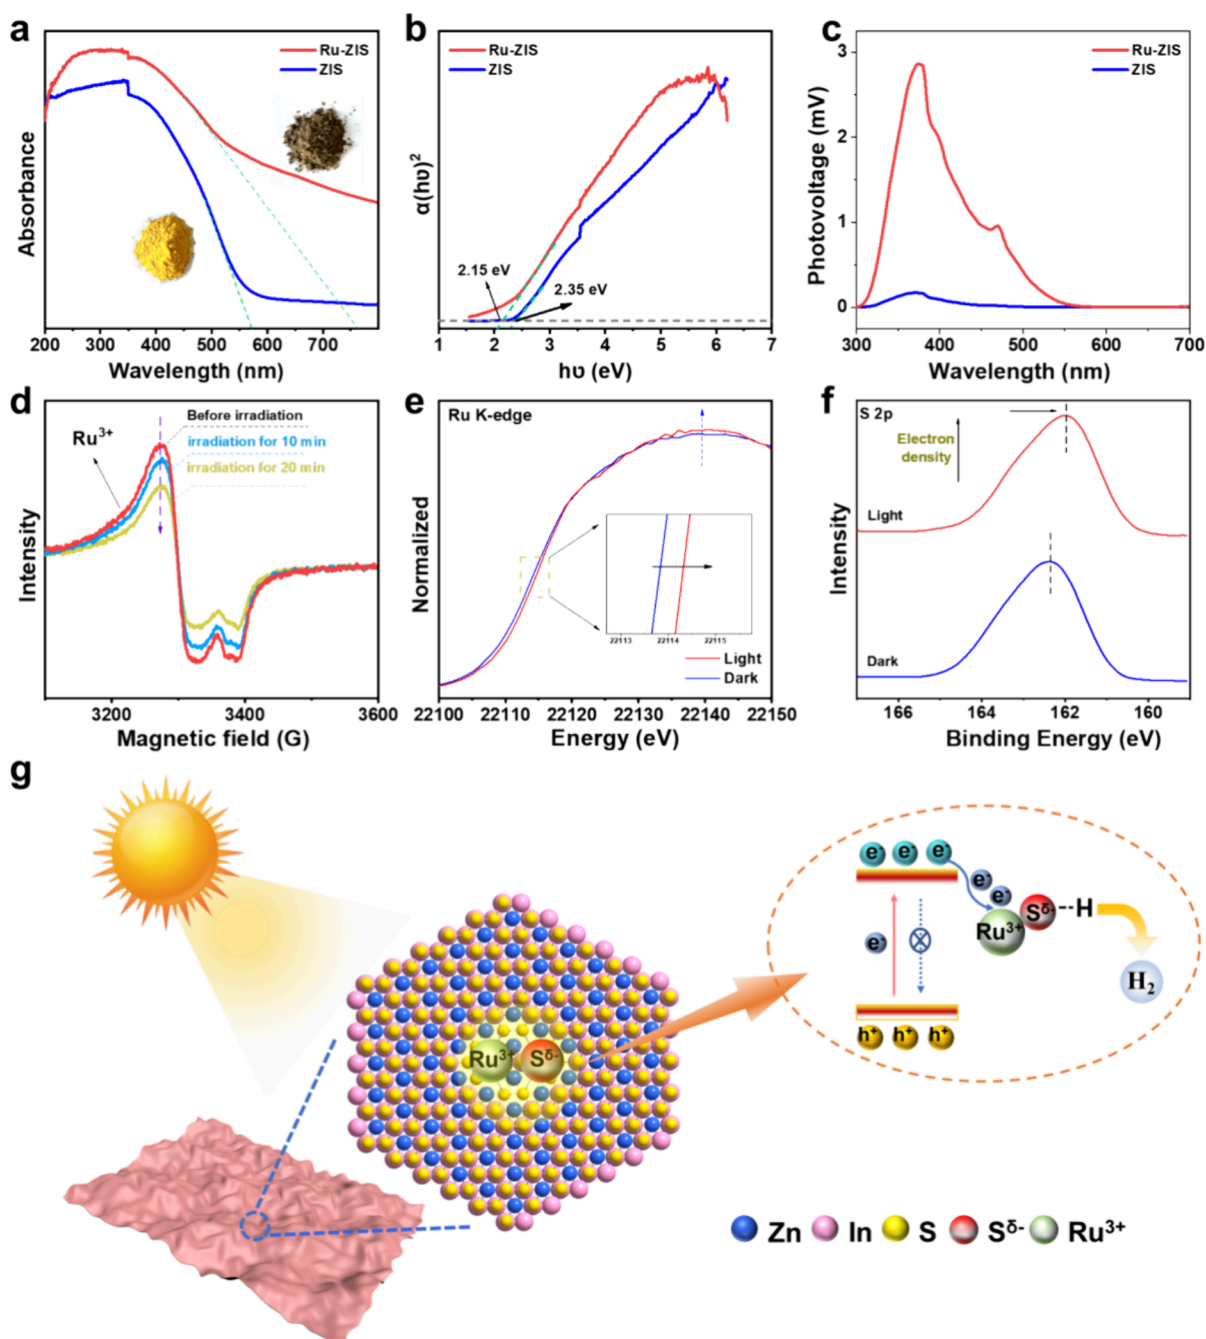 a
Ru-ZIS
ZIS
Absorbance
200 300 400 500 600 700
Wavelength (nm)
b
Ru-ZIS
ZIS
α(hυ)²
2.15 eV
2.35 eV
1 2 3 4 5 6 7
hυ (eV)
c
Ru-ZIS
ZIS
Photovoltage (mV)
3
2
1
0
300 400 500 600 700
Wavelength (nm)
d
Ru³⁺
Before irradiation
irradiation for 10 min
irradiation for 20 min
Intensity
3200 3400 3600
Magnetic field (G)
e
Ru K-edge
Normalized
22113 22114 22115
Light
Dark
22100 22110 22120 22130 22140 22150
Energy (eV)
f
S 2p
Electron
density
Light
Dark
Intensity
166 164 162 160
Binding Energy (eV)
g
e⁻ e⁻ e⁻
e⁻
e⁻
e⁻
Ru³⁺
Sᵟ⁻--H
H₂
h⁺ h⁺ h⁺
Ru³⁺ Sᵟ⁻
Zn In S Sᵟ⁻ Ru³⁺